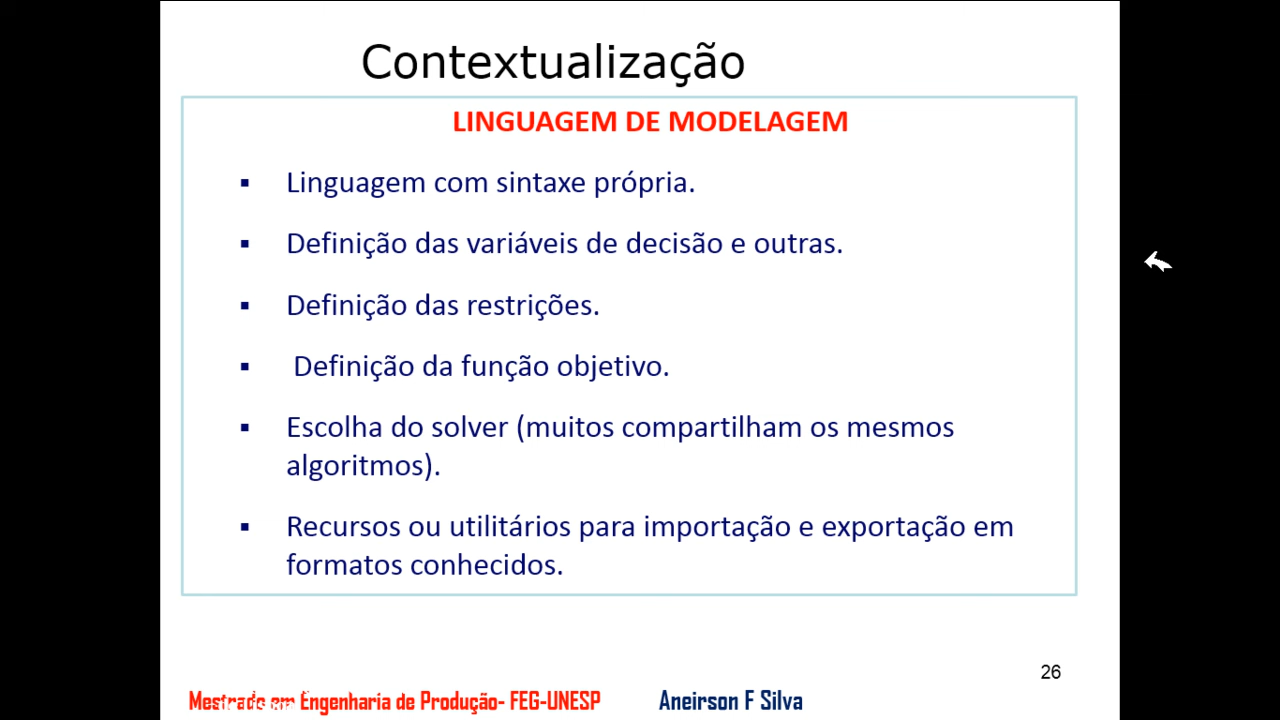 Contextualização
LINGUAGEM DE MODELAGEM
▪ Linguagem com sintaxe própria.
▪ Definição das variáveis de decisão e outras.
▪ Definição das restrições.
▪ Definição da função objetivo.
▪ Escolha do solver (muitos compartilham os mesmos
algoritmos).
▪ Recursos ou utilitários para importação e exportação em
formatos conhecidos.
26
Mestrado em Engenharia de Produção- FEG-UNESP Aneirson F Silva